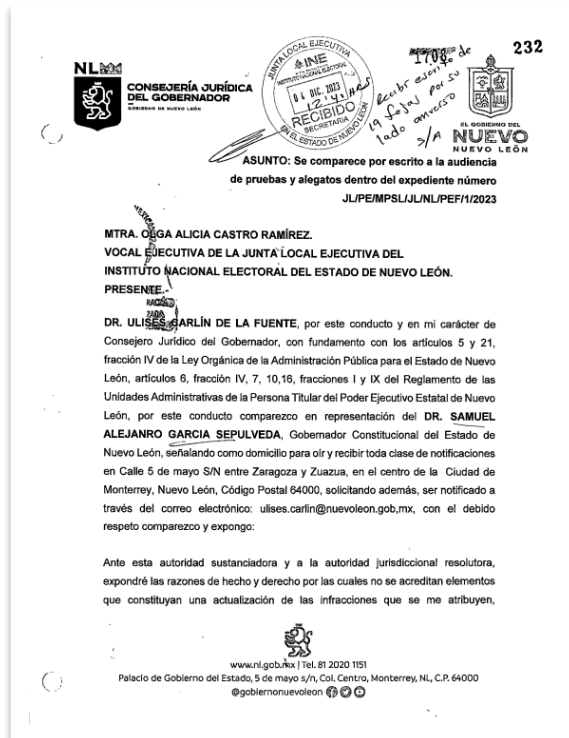 232
NL
CONSEJERÍA JURÍDICA
DEL GOBERNADOR
GOBIERNO DE NUEVO LEÓN
JUNTA LOCAL EJECUTIVA
INE
INSTITUTO NACIONAL ELECTORAL
04 DIC. 2023
RECIBIDO
SECRETARIA
EN EL ESTADO DE NUEVO LEÓN
1708
Recibí escrito de
19 fojas por su
lado anverso
S/A
EL GOBIERNO DEL
NUEVO
NUEVO LEÓN
ASUNTO: Se comparece por escrito a la audiencia
de pruebas y alegatos dentro del expediente número
JL/PE/MPSL/JL/NL/PEF/1/2023
MTRA. OLGA ALICIA CASTRO RAMÍREZ.
VOCAL EJECUTIVA DE LA JUNTA LOCAL EJECUTIVA DEL
INSTITUTO NACIONAL ELECTORAL DEL ESTADO DE NUEVO LEÓN.
PRESENTE.-
DR. ULISES CARLÍN DE LA FUENTE, por este conducto y en mi carácter de
Consejero Jurídico del Gobernador, con fundamento con los artículos 5 y 21,
fracción IV de la Ley Orgánica de la Administración Pública para el Estado de Nuevo
León, artículos 6, fracción IV, 7, 10,16, fracciones I y IX del Reglamento de las
Unidades Administrativas de la Persona Titular del Poder Ejecutivo Estatal de Nuevo
León, por este conducto comparezco en representación del DR. SAMUEL
ALEJANRO GARCIA SEPULVEDA, Gobernador Constitucional del Estado de
Nuevo León, señalando como domicilio para oír y recibir toda clase de notificaciones
en Calle 5 de mayo S/N entre Zaragoza y Zuazua, en el centro de la Ciudad de
Monterrey, Nuevo León, Código Postal 64000, solicitando además, ser notificado a
través del correo electrónico: ulises.carlin@nuevoleon.gob,mx, con el debido
respeto comparezco y expongo:
Ante esta autoridad sustanciadora y a la autoridad jurisdiccional resolutora,
expondré las razones de hecho y derecho por las cuales no se acreditan elementos
que constituyan una actualización de las infracciones que se me atribuyen,
www.nl.gob.mx | Tel. 81 2020 1151
Palacio de Gobierno del Estado, 5 de mayo s/n, Col. Centro, Monterrey, NL, C.P. 64000
@gobiernonuevoleon